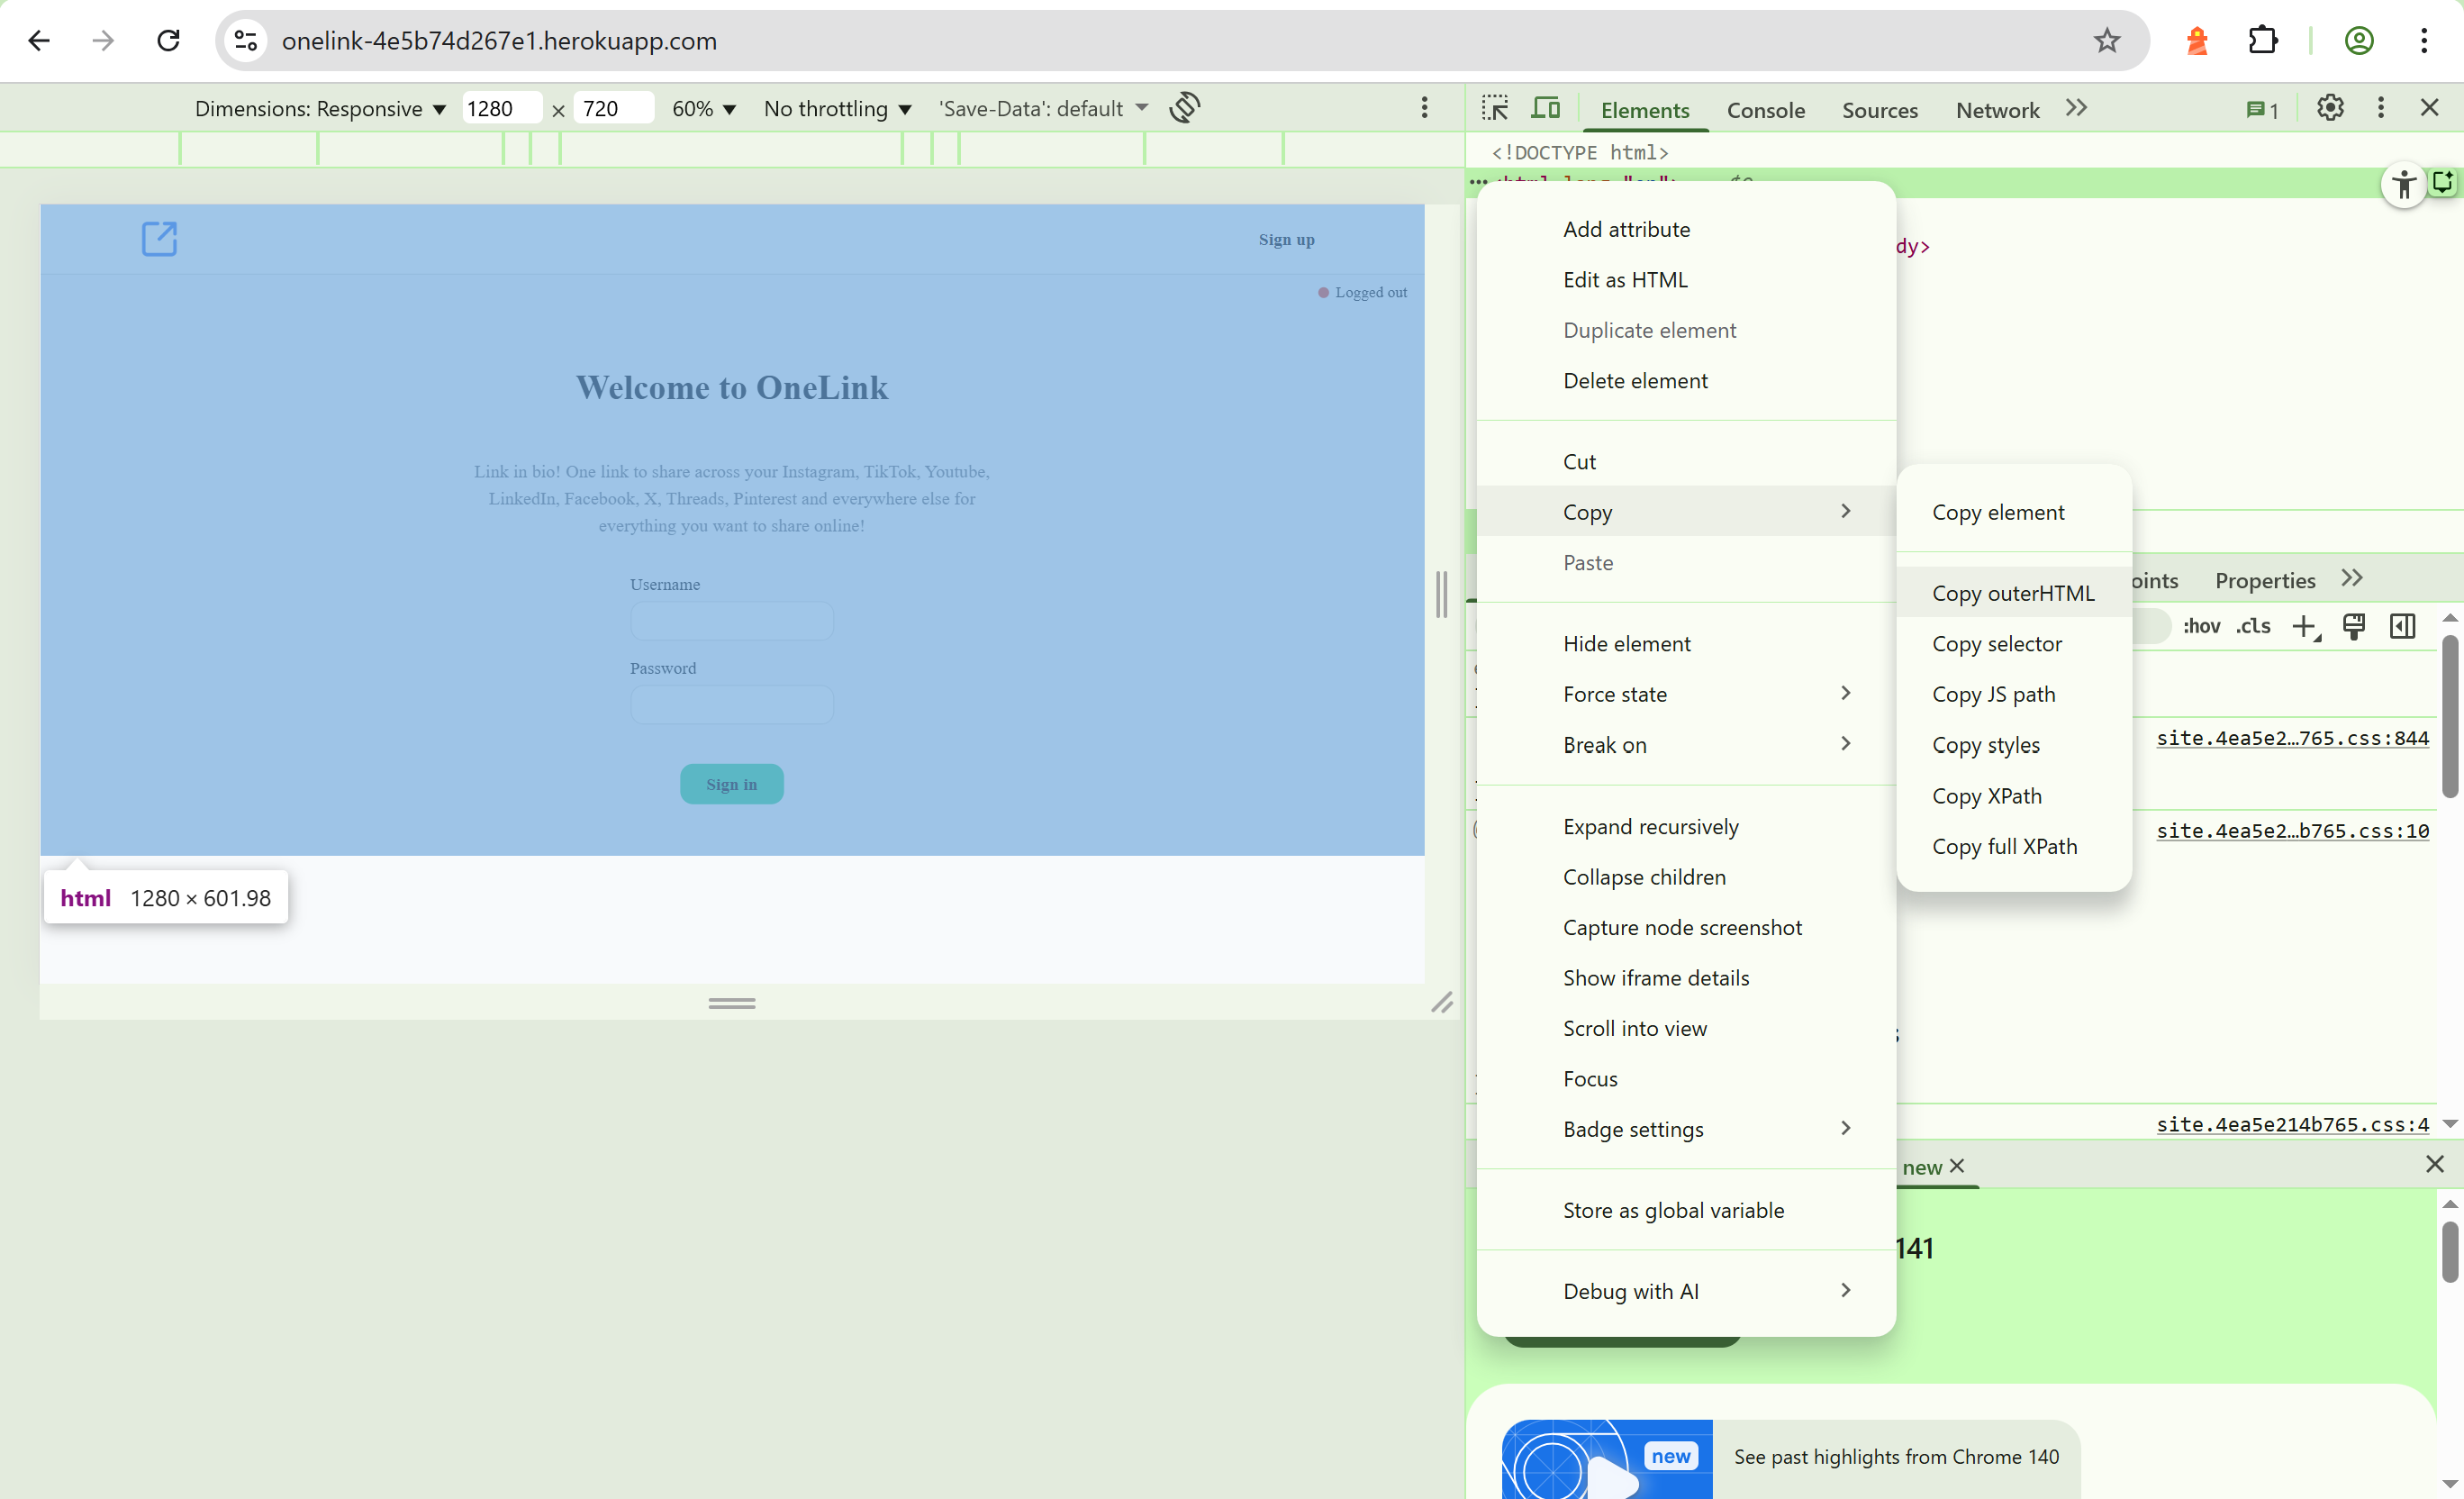 onelink-4e5b74d267e1.herokuapp.com
Dimensions: Responsive 1280 × 720 60% No throttling 'Save-Data': default
Elements Console Sources Network 1
<!DOCTYPE html>
dy>
Sign up
Logged out
Welcome to OneLink
Link in bio! One link to share across your Instagram, TikTok, Youtube,
LinkedIn, Facebook, X, Threads, Pinterest and everywhere else for
everything you want to share online!
Username
Password
Sign in
html 1280 × 601.98
Add attribute
Edit as HTML
Duplicate element
Delete element
Cut
Copy
Paste
Hide element
Force state
Break on
Expand recursively
Collapse children
Capture node screenshot
Show iframe details
Scroll into view
Focus
Badge settings
Store as global variable
Debug with AI
Copy element
Copy outerHTML
Copy selector
Copy JS path
Copy styles
Copy XPath
Copy full XPath
oints Properties
:hov .cls
site.4ea5e2…765.css:844
site.4ea5e2…b765.css:10
site.4ea5e214b765.css:4
new
141
new
See past highlights from Chrome 140